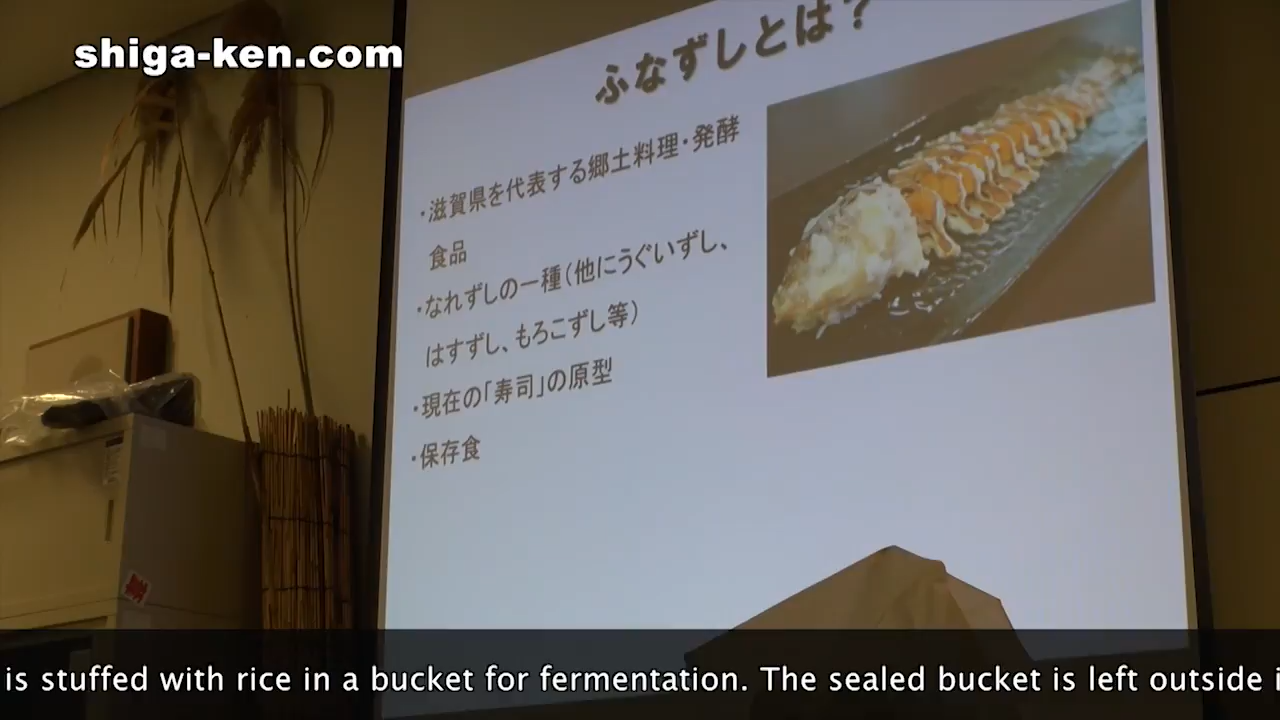 shiga-ken.com
ふなずしとは？
・滋賀県を代表する郷土料理・発酵
食品
・なれずしの一種（他にうぐいずし、
はすずし、もろこずし等）
・現在の「寿司」の原型
・保存食
is stuffed with rice in a bucket for fermentation. The sealed bucket is left outside i